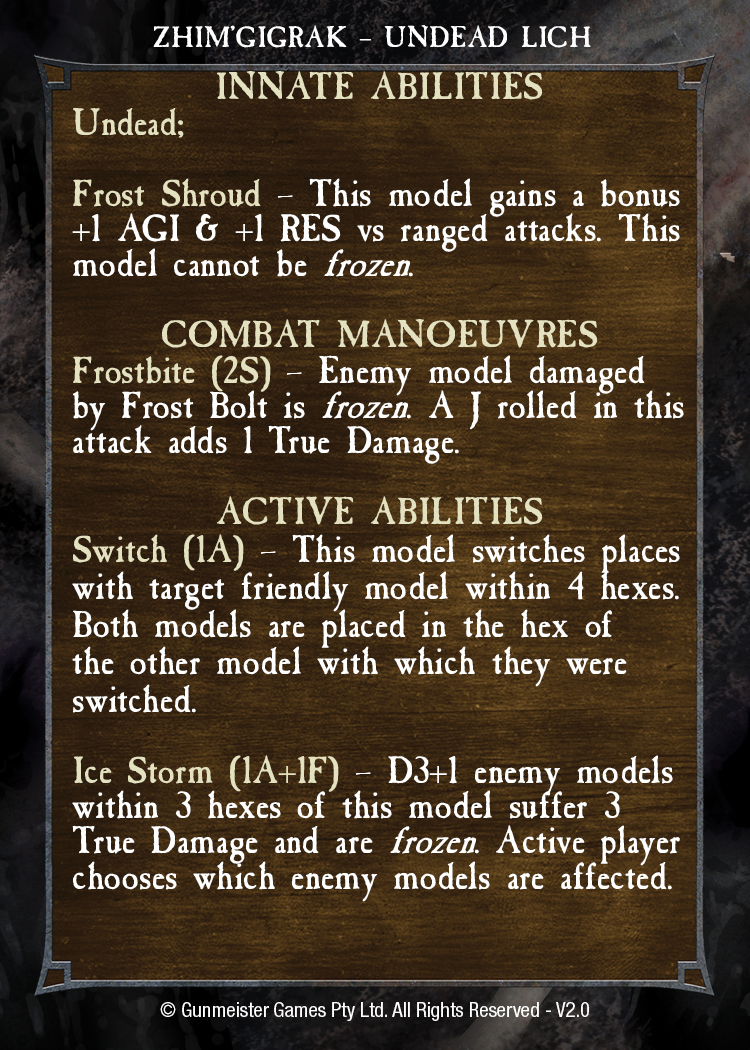 ZHIM'GIGRAK – UNDEAD LICH
INNATE ABILITIES
Undead;
Frost Shroud – This model gains a bonus
+1 AGI & +1 RES vs ranged attacks. This
model cannot be frozen.
COMBAT MANOEUVRES
Frostbite (2S) – Enemy model damaged
by Frost Bolt is frozen. A J rolled in this
attack adds 1 True Damage.
ACTIVE ABILITIES
Switch (1A) – This model switches places
with target friendly model within 4 hexes.
Both models are placed in the hex of
the other model with which they were
switched.
Ice Storm (1A+1F) – D3+1 enemy models
within 3 hexes of this model suffer 3
True Damage and are frozen. Active player
chooses which enemy models are affected.
© Gunmeister Games Pty Ltd. All Rights Reserved - V2.0